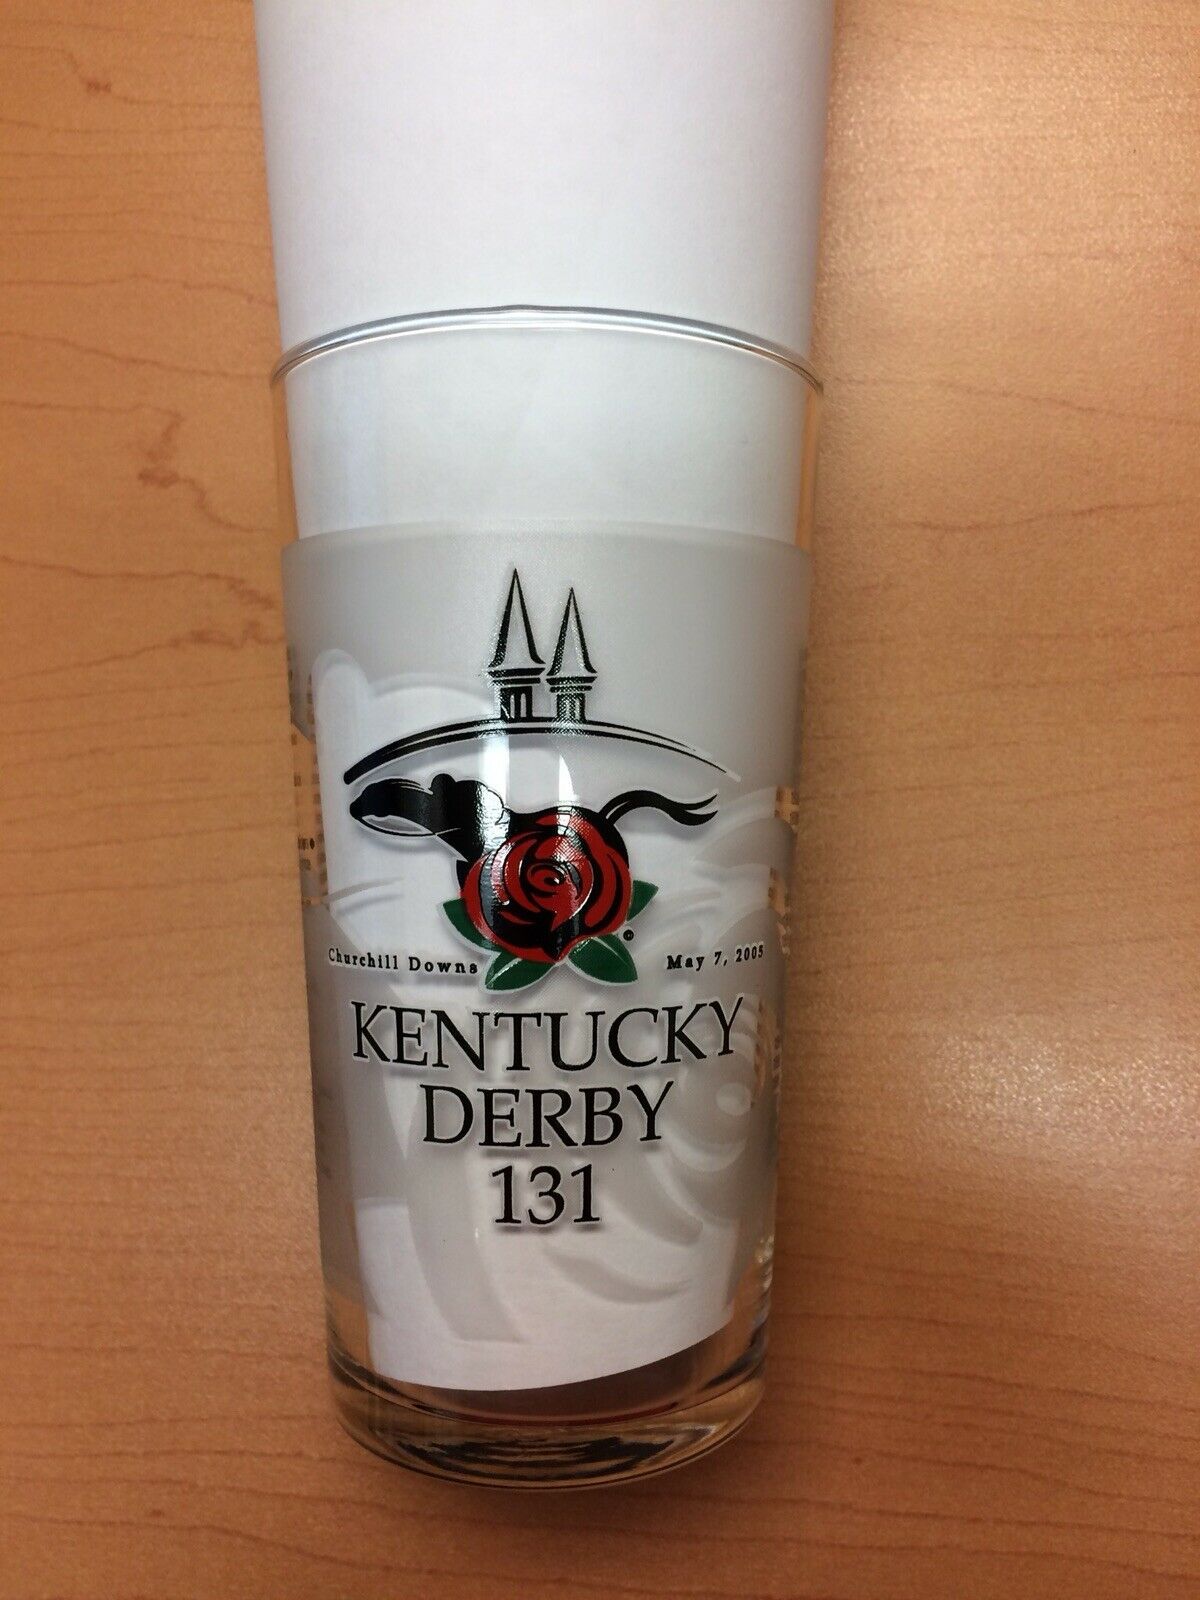 Churchill Downs May 7, 2005
KENTUCKY
DERBY
131